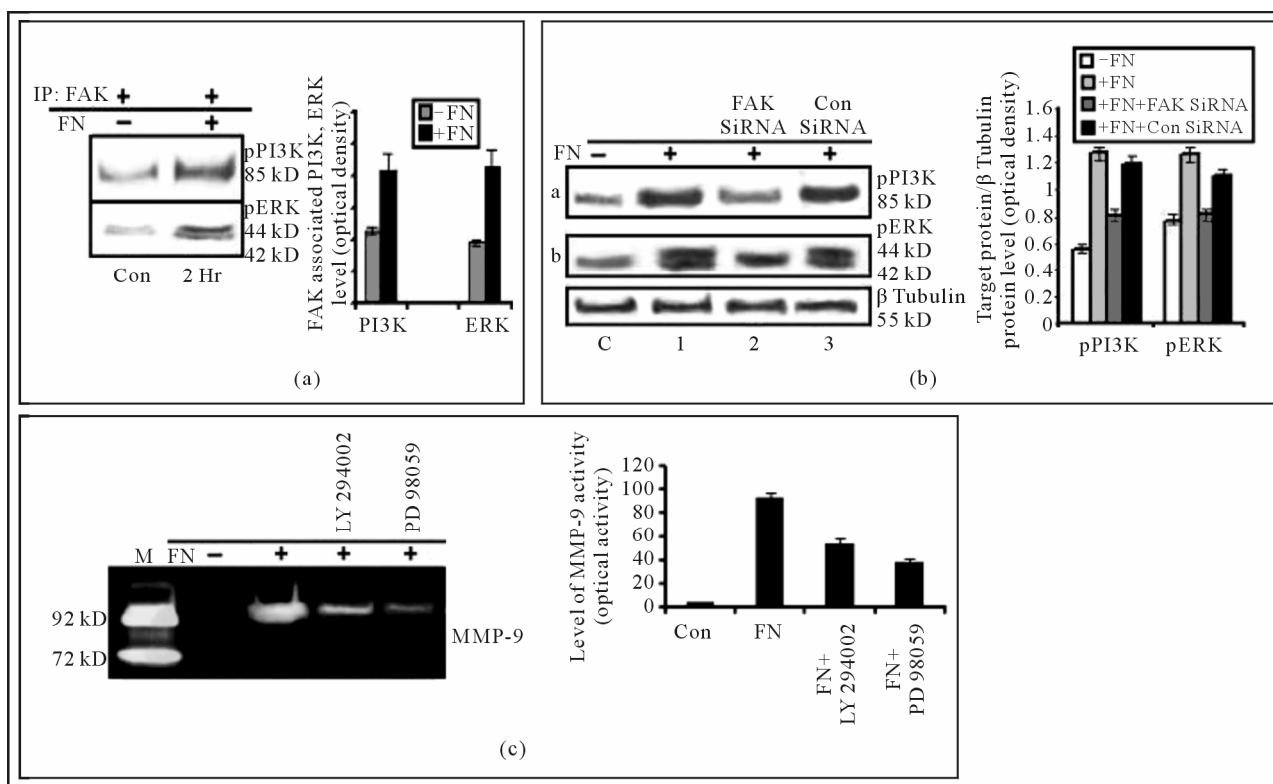 IP: FAK + +
FN − +
pPI3K
85 kD
pERK
44 kD
42 kD
Con 2 Hr
FAK associated PI3K, ERK
level (optical density)
−FN
+FN
PI3K ERK
(a)
FAK
SiRNA
Con
SiRNA
FN − + + +
a
pPI3K
85 kD
pERK
b
44 kD
42 kD
β Tubulin
55 kD
C 1 2 3
−FN
+FN
+FN+FAK SiRNA
+FN+Con SiRNA
Target protein/β Tubulin
protein level (optical density)
1.6
1.4
1.2
1.0
0.8
0.6
0.4
0.2
0
pPI3K pERK
(b)
LY 294002
PD 98059
M FN − + + +
92 kD
72 kD
MMP-9
Level of MMP-9 activity
(optical activity)
120
100
80
60
40
20
0
Con
FN
FN+
LY 294002
FN+
PD 98059
(c)